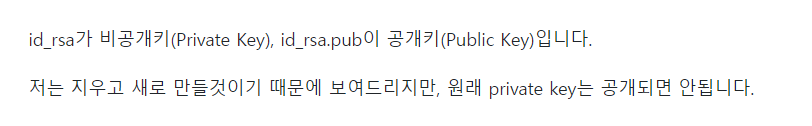 id_rsa가 비공개키(Private Key), id_rsa.pub이 공개키(Public Key)입니다.
저는 지우고 새로 만들것이기 때문에 보여드리지만, 원래 private key는 공개되면 안됩니다.